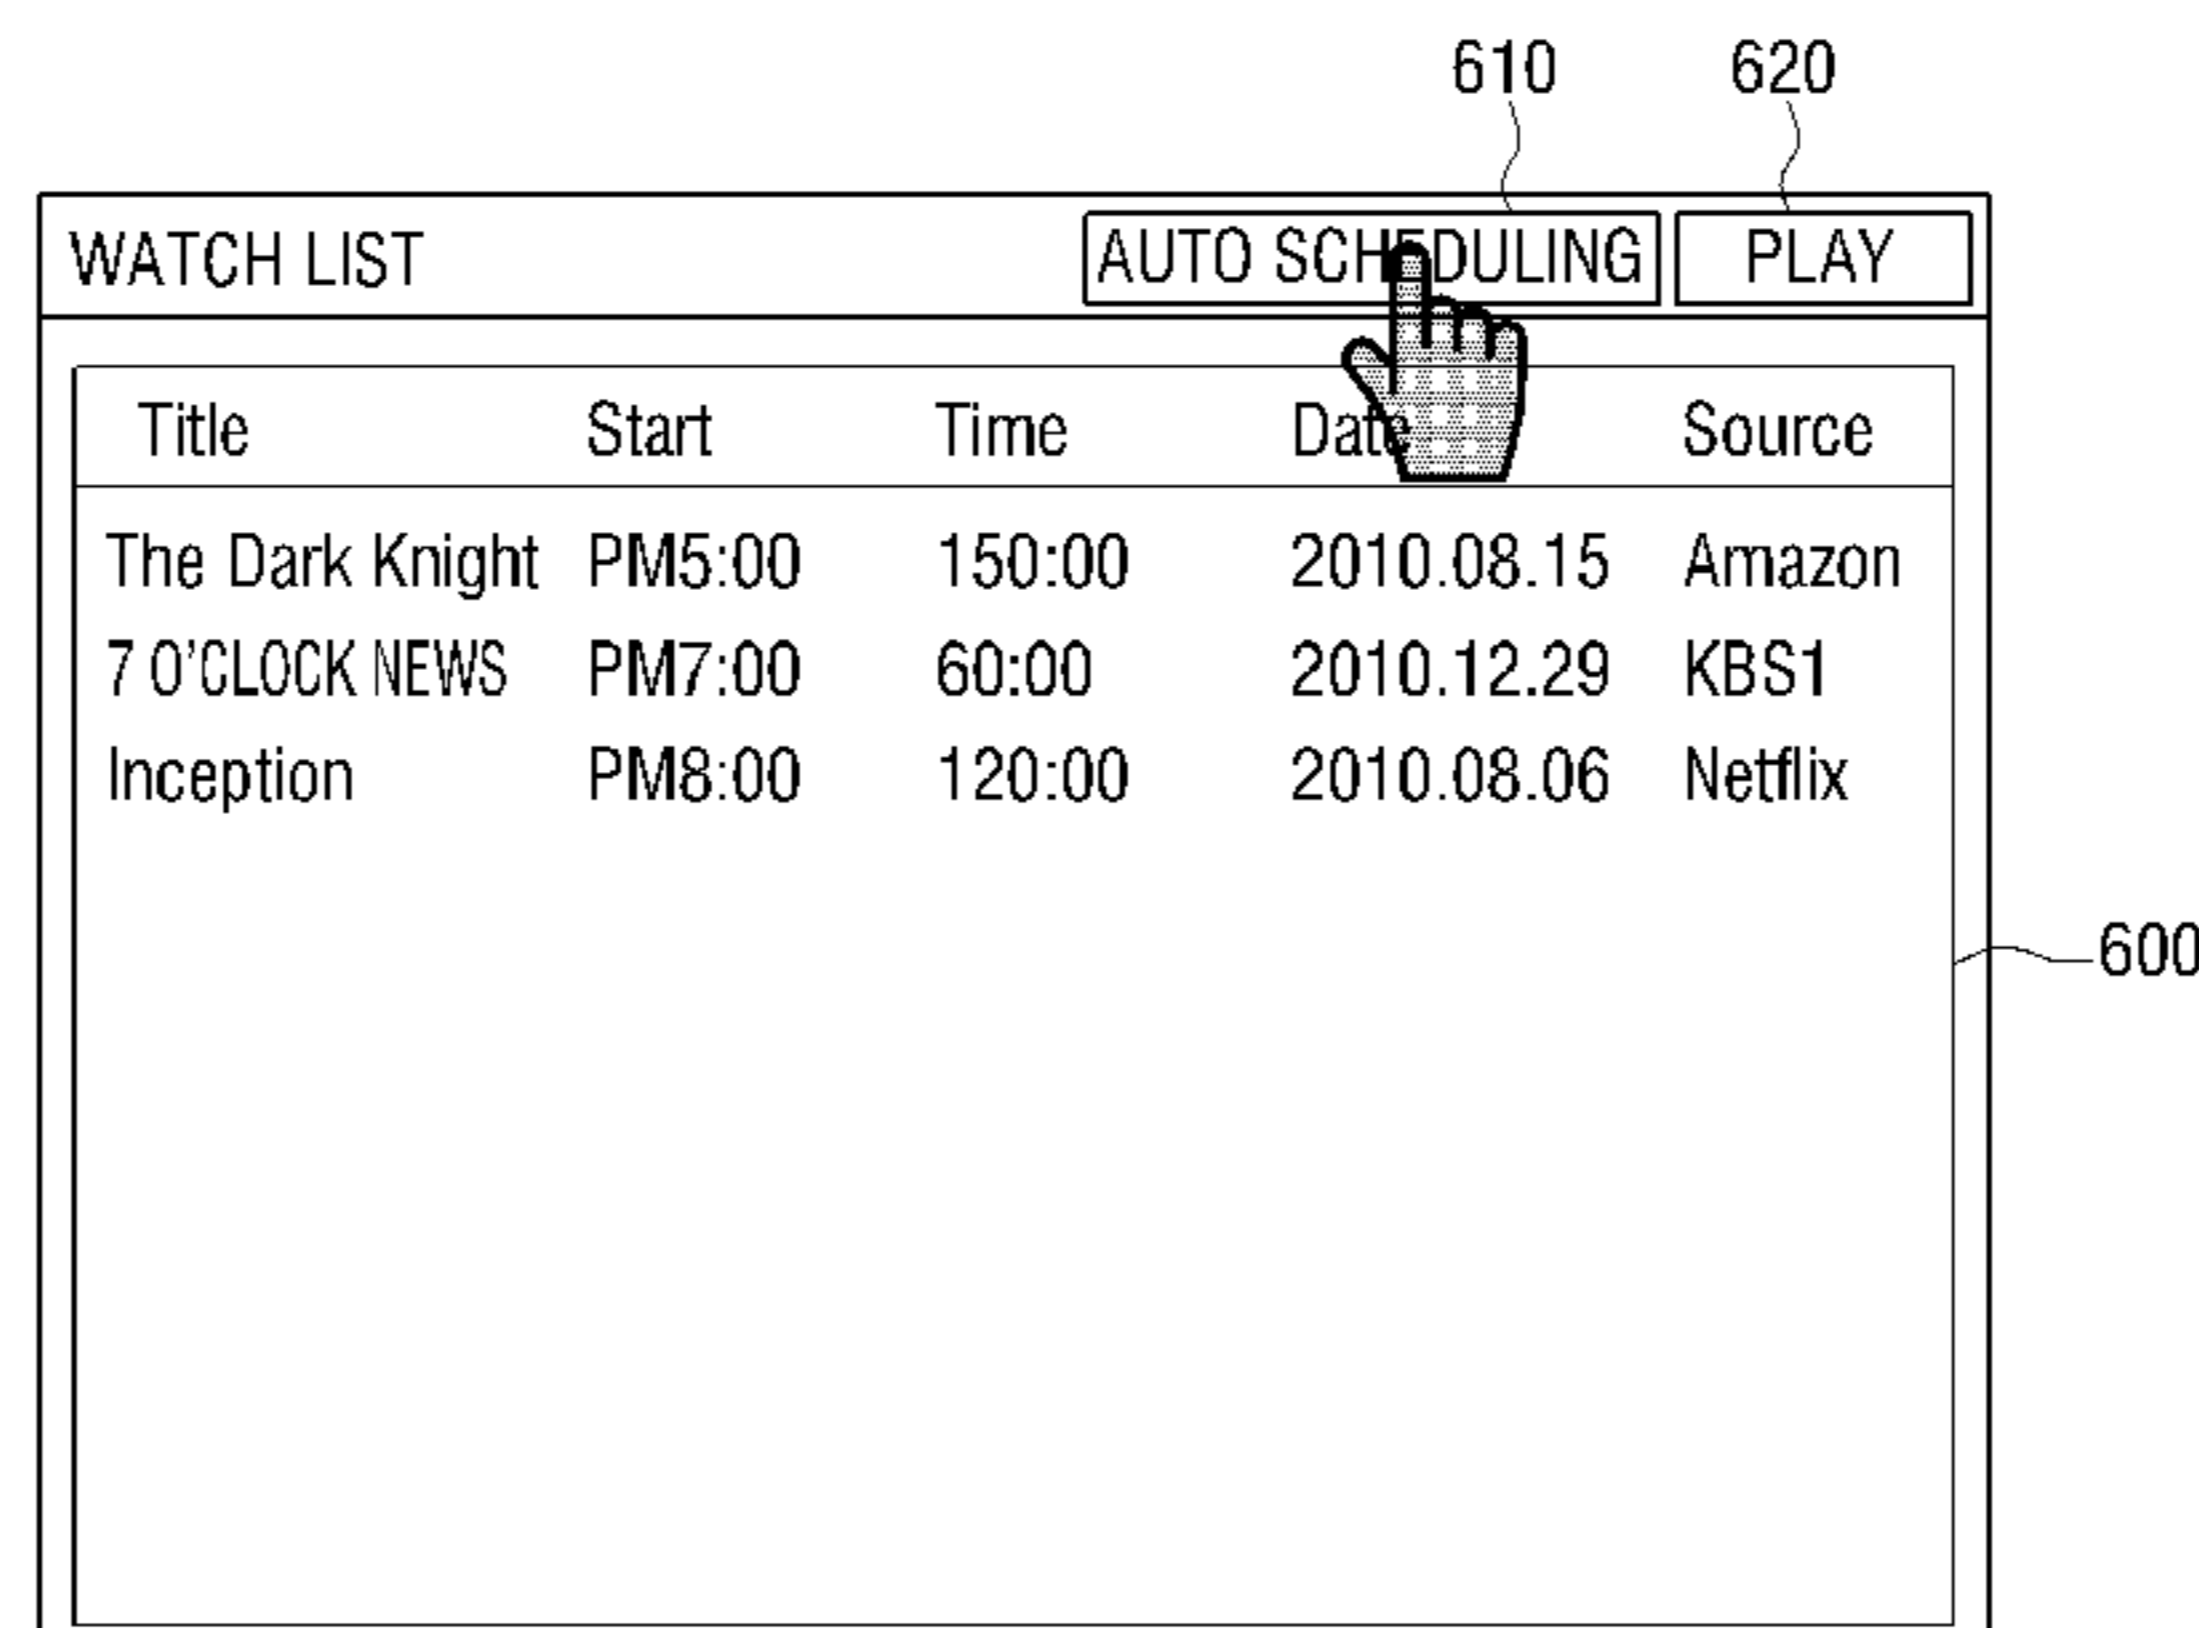 610 620
WATCH LIST AUTO SCHEDULING PLAY
Title Start Time Date Source
The Dark Knight PM5:00 150:00 2010.08.15 Amazon
7 O'CLOCK NEWS PM7:00 60:00 2010.12.29 KBS1
Inception PM8:00 120:00 2010.08.06 Netflix
600